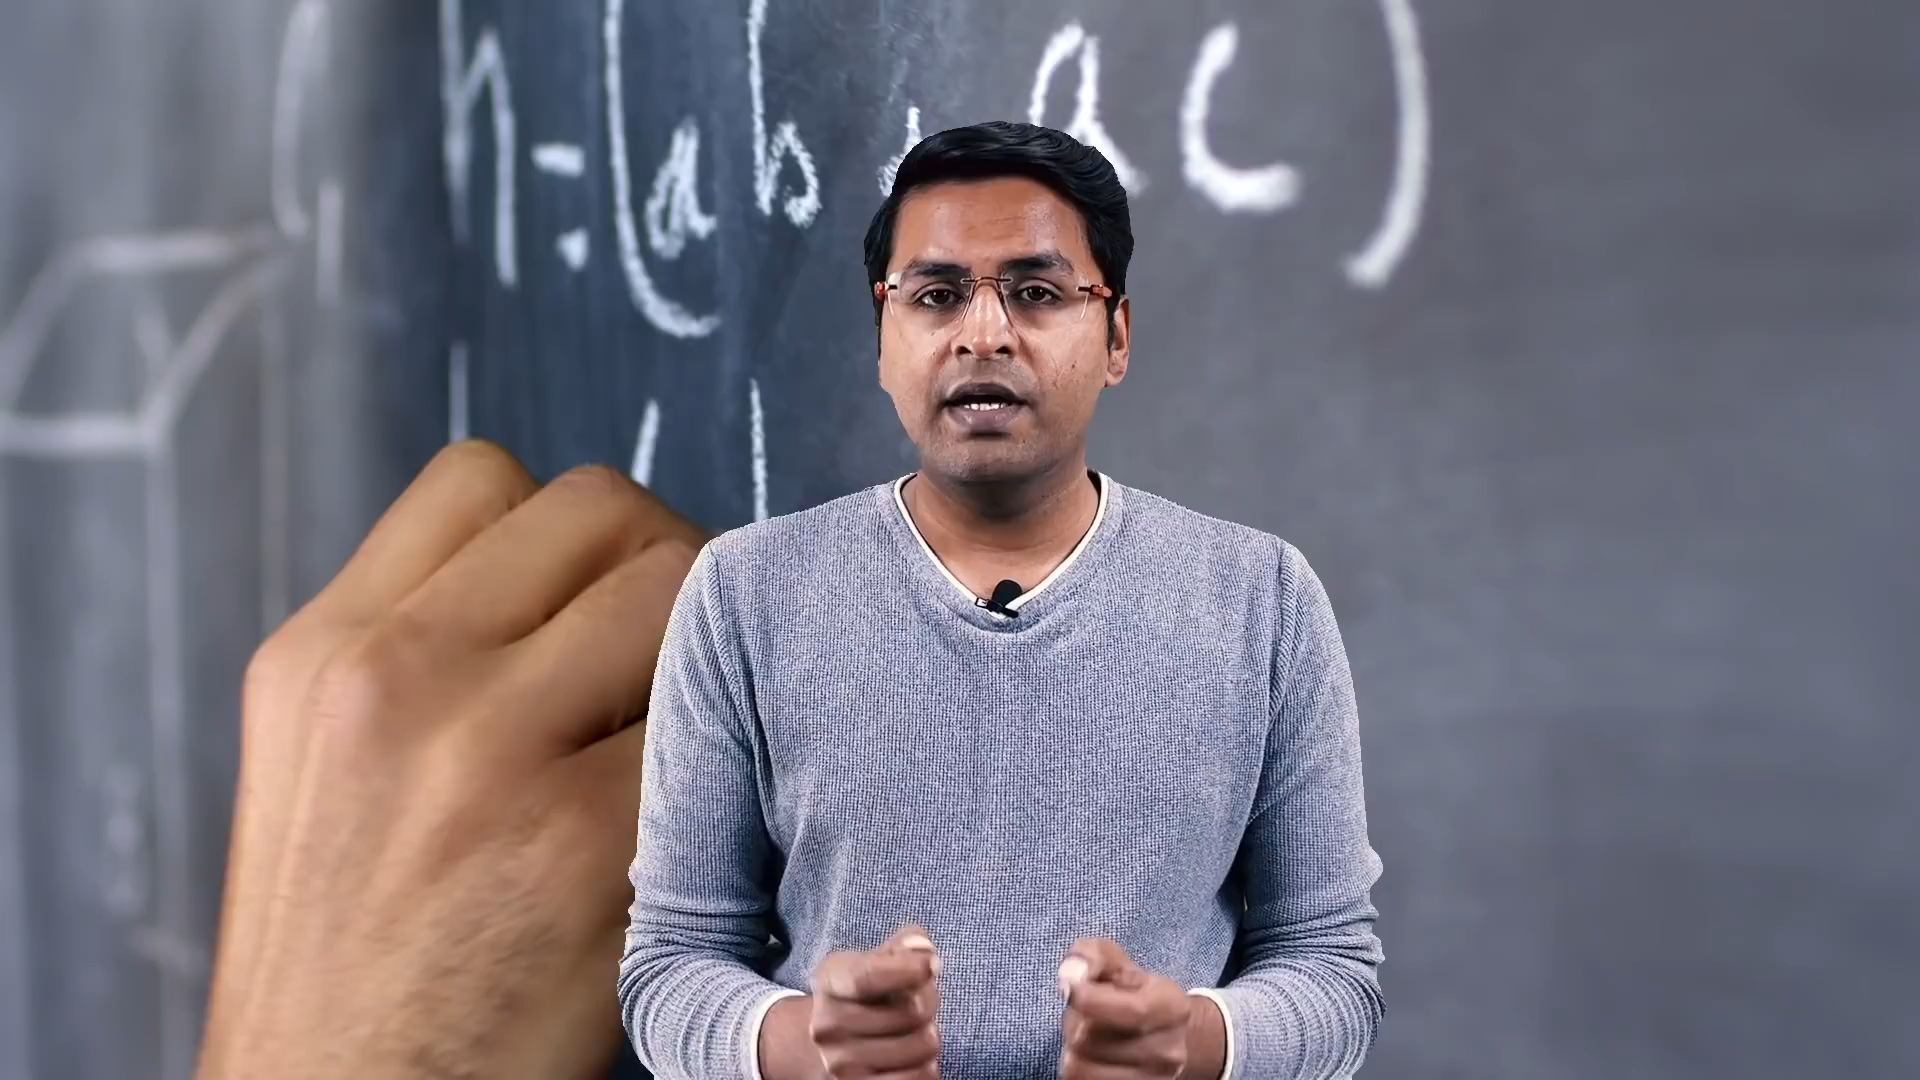 h = (ab, ac)